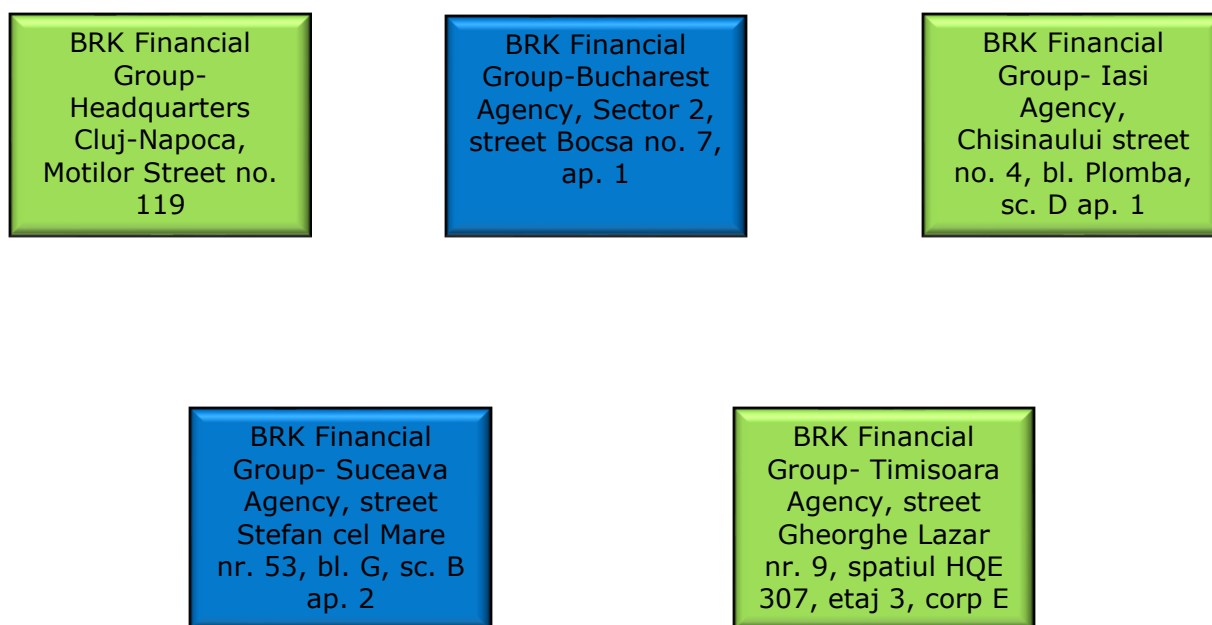 BRK Financial
Group-
Headquarters
Cluj-Napoca,
Motilor Street no.
119
BRK Financial
Group-Bucharest
Agency, Sector 2,
street Bocsa no. 7,
ap. 1
BRK Financial
Group- Iasi
Agency,
Chisinaului street
no. 4, bl. Plomba,
sc. D ap. 1
BRK Financial
Group- Suceava
Agency, street
Stefan cel Mare
nr. 53, bl. G, sc. B
ap. 2
BRK Financial
Group- Timisoara
Agency, street
Gheorghe Lazar
nr. 9, spatiul HQE
307, etaj 3, corp E